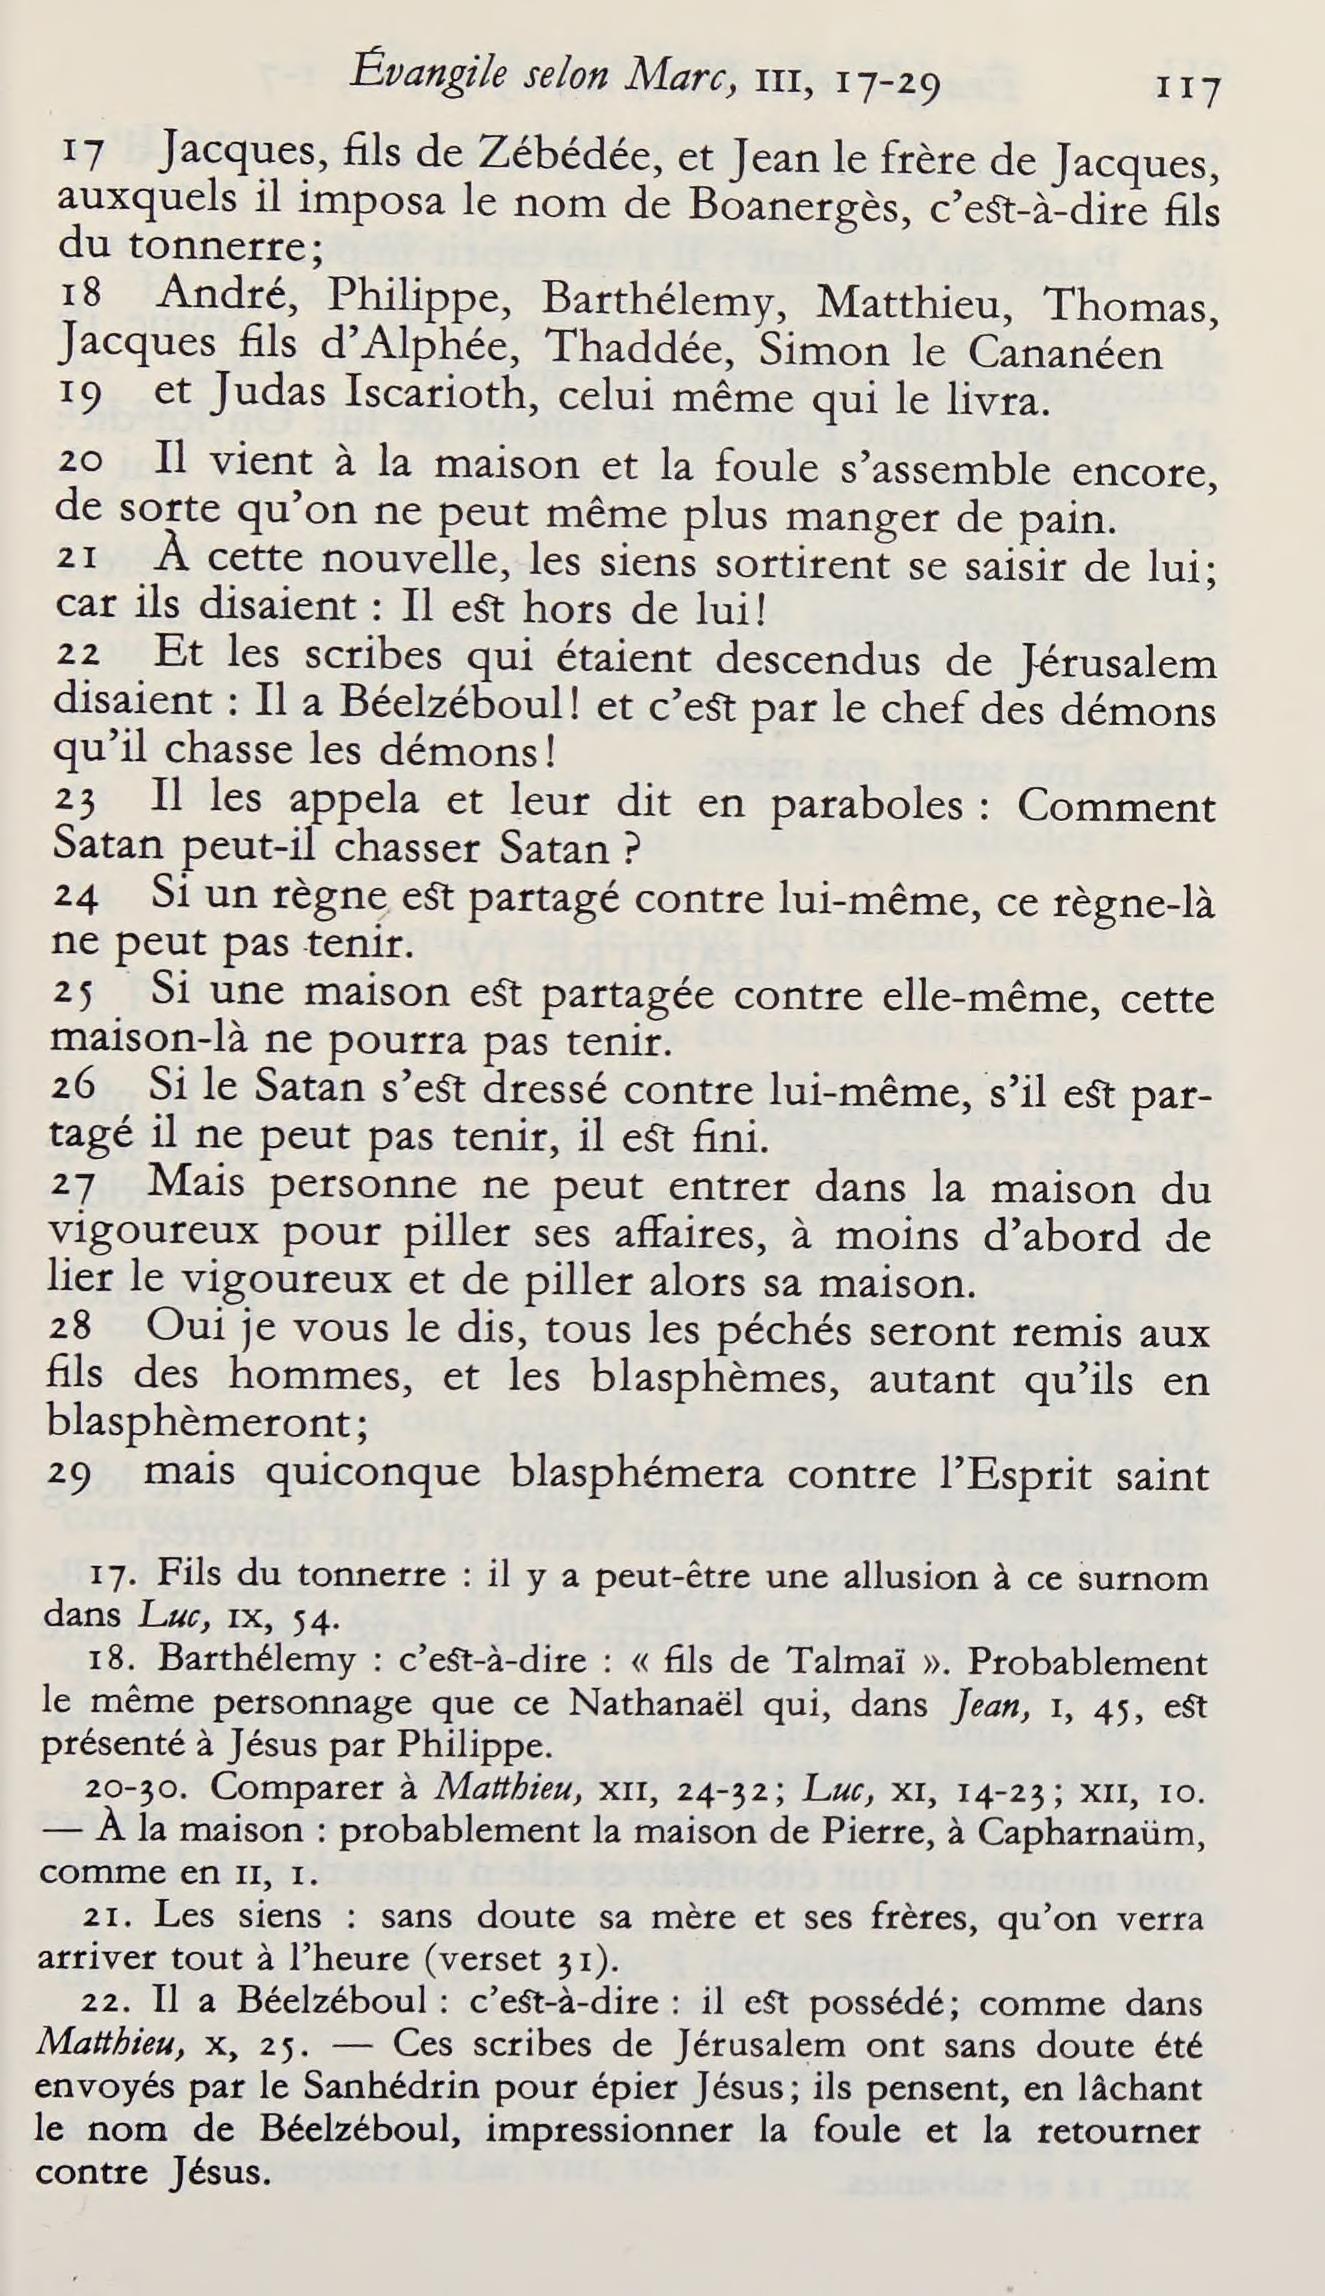 Évangile selon Marc, III, 17-29 117
17 Jacques, fils de Zébédée, et Jean le frère de Jacques,
auxquels il imposa le nom de Boanergès, c'est-à-dire fils
du tonnerre;
18 André, Philippe, Barthélemy, Matthieu, Thomas,
Jacques fils d'Alphée, Thaddée, Simon le Cananéen
19 et Judas Iscarioth, celui même qui le livra.
20 Il vient à la maison et la foule s'assemble encore,
de sorte qu'on ne peut même plus manger de pain.
21 À cette nouvelle, les siens sortirent se saisir de lui;
car ils disaient : Il est hors de lui!
22 Et les scribes qui étaient descendus de Jérusalem
disaient : Il a Béelzéboul! et c'est par le chef des démons
qu'il chasse les démons!
23 Il les appela et leur dit en paraboles : Comment
Satan peut-il chasser Satan ?
24 Si un règne est partagé contre lui-même, ce règne-là
ne peut pas tenir.
25 Si une maison est partagée contre elle-même, cette
maison-là ne pourra pas tenir.
26 Si le Satan s'est dressé contre lui-même, s'il est par-
tagé il ne peut pas tenir, il est fini.
27 Mais personne ne peut entrer dans la maison du
vigoureux pour piller ses affaires, à moins d'abord de
lier le vigoureux et de piller alors sa maison.
28 Oui je vous le dis, tous les péchés seront remis aux
fils des hommes, et les blasphèmes, autant qu'ils en
blasphèmeront;
29 mais quiconque blasphémera contre l'Esprit saint
17. Fils du tonnerre : il y a peut-être une allusion à ce surnom
dans Luc, IX, 54.
18. Barthélemy : c'est-à-dire : « fils de Talmaï ». Probablement
le même personnage que ce Nathanaël qui, dans Jean, I, 45, est
présenté à Jésus par Philippe.
20-30. Comparer à Matthieu, XII, 24-32; Luc, XI, 14-23; XII, 10.
— À la maison : probablement la maison de Pierre, à Capharnaüm,
comme en II, I.
21. Les siens : sans doute sa mère et ses frères, qu'on verra
arriver tout à l'heure (verset 31).
22. Il a Béelzéboul : c'est-à-dire : il est possédé; comme dans
Matthieu, X, 25. — Ces scribes de Jérusalem ont sans doute été
envoyés par le Sanhédrin pour épier Jésus; ils pensent, en lâchant
le nom de Béelzéboul, impressionner la foule et la retourner
contre Jésus.